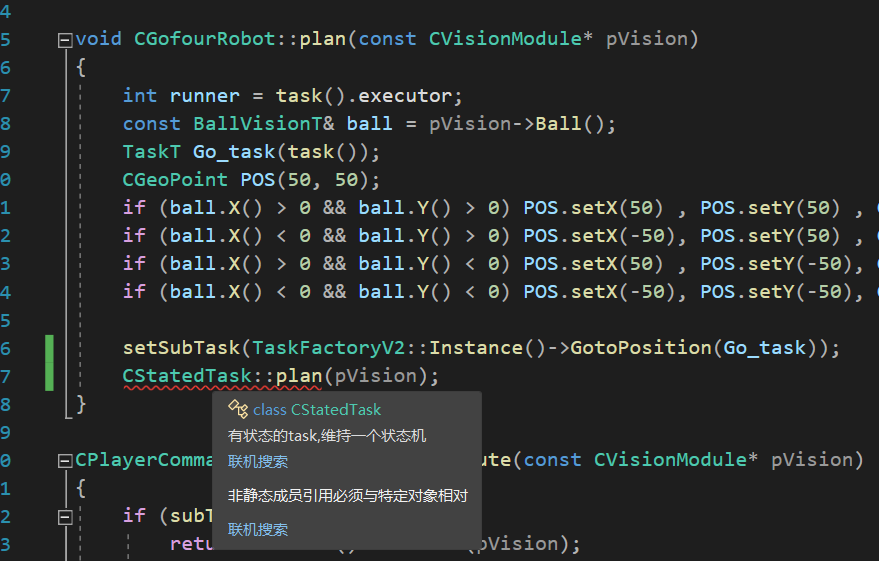 4
5 void CGofourRobot::plan(const CVisionModule* pVision)
6 {
7 int runner = task().executor;
8 const BallVisionT& ball = pVision->Ball();
9 TaskT Go_task(task());
0 CGeoPoint POS(50, 50);
1 if (ball.X() > 0 && ball.Y() > 0) POS.setX(50) , POS.setY(50) ,
2 if (ball.X() < 0 && ball.Y() > 0) POS.setX(-50), POS.setY(50) ,
3 if (ball.X() > 0 && ball.Y() < 0) POS.setX(50) , POS.setY(-50),
4 if (ball.X() < 0 && ball.Y() < 0) POS.setX(-50), POS.setY(-50),
5
6 setSubTask(TaskFactoryV2::Instance()->GotoPosition(Go_task));
7 CStatedTask::plan(pVision);
8 }
class CStatedTask
有状态的task,维持一个状态机
9
0 CPlayerComma ute(const CVisionModule* pVision)
联机搜索
1 {
非静态成员引用必须与特定对象相对
2 if (subT
联机搜索
3 retu (pVision);